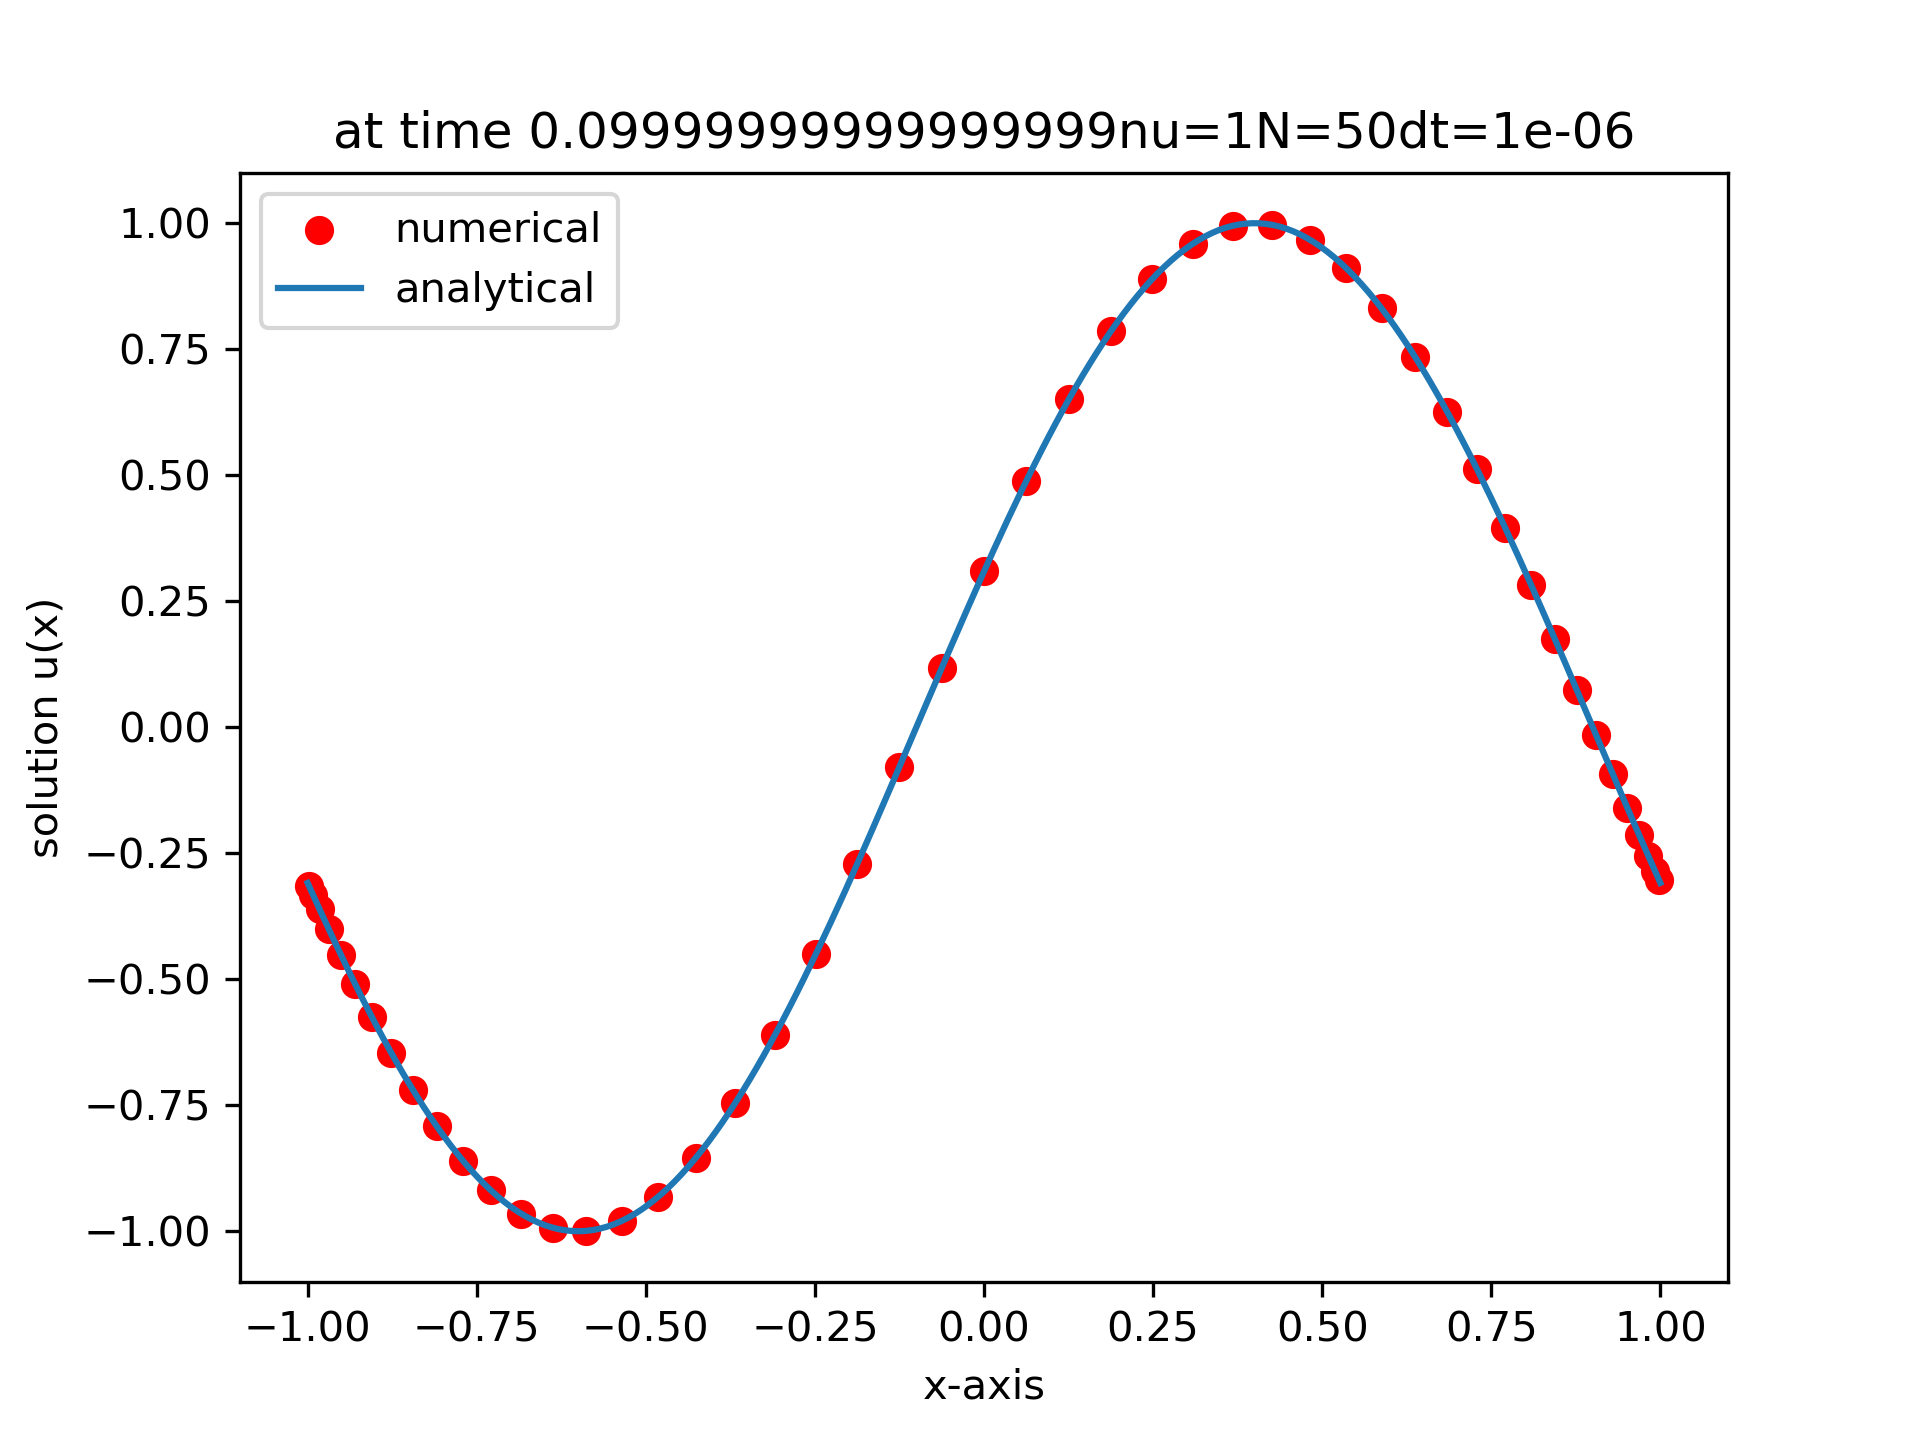 at time 0.09999999999999999nu=1N=50dt=1e-06
numerical
analytical
1.00
0.75
0.50
0.25
0.00
−0.25
−0.50
−0.75
−1.00
solution u(x)
−1.00 −0.75 −0.50 −0.25 0.00 0.25 0.50 0.75 1.00
x-axis